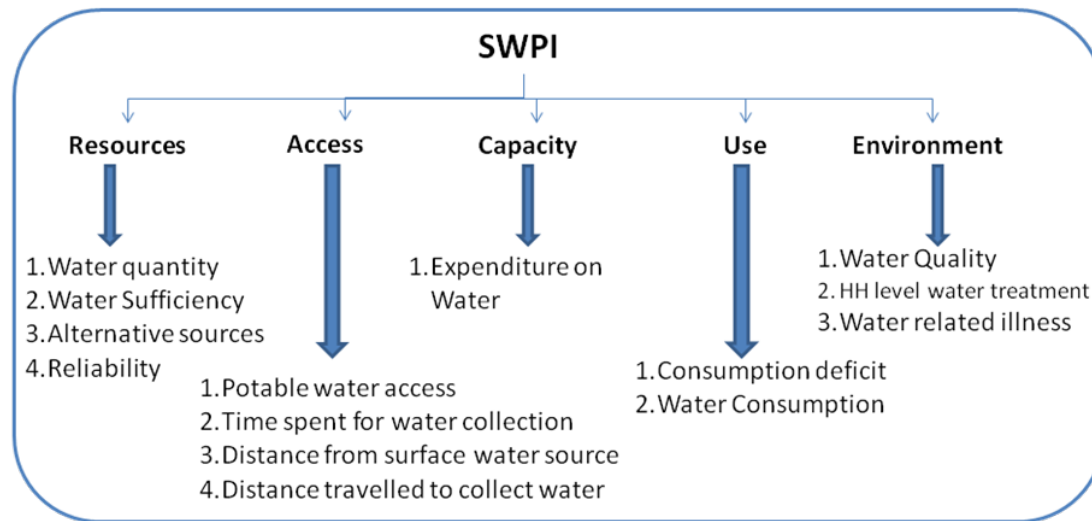 SWPI
Resources
Access
Capacity
Use
Environment
1.Water quantity
2.Water Sufficiency
3.Alternative sources
4.Reliability
1.Potable water access
2.Time spent for water collection
3.Distance from surface water source
4.Distance travelled to collect water
1.Expenditure on
Water
1.Consumption deficit
2.Water Consumption
1.Water Quality
2. HH level water treatment
3.Water related illness